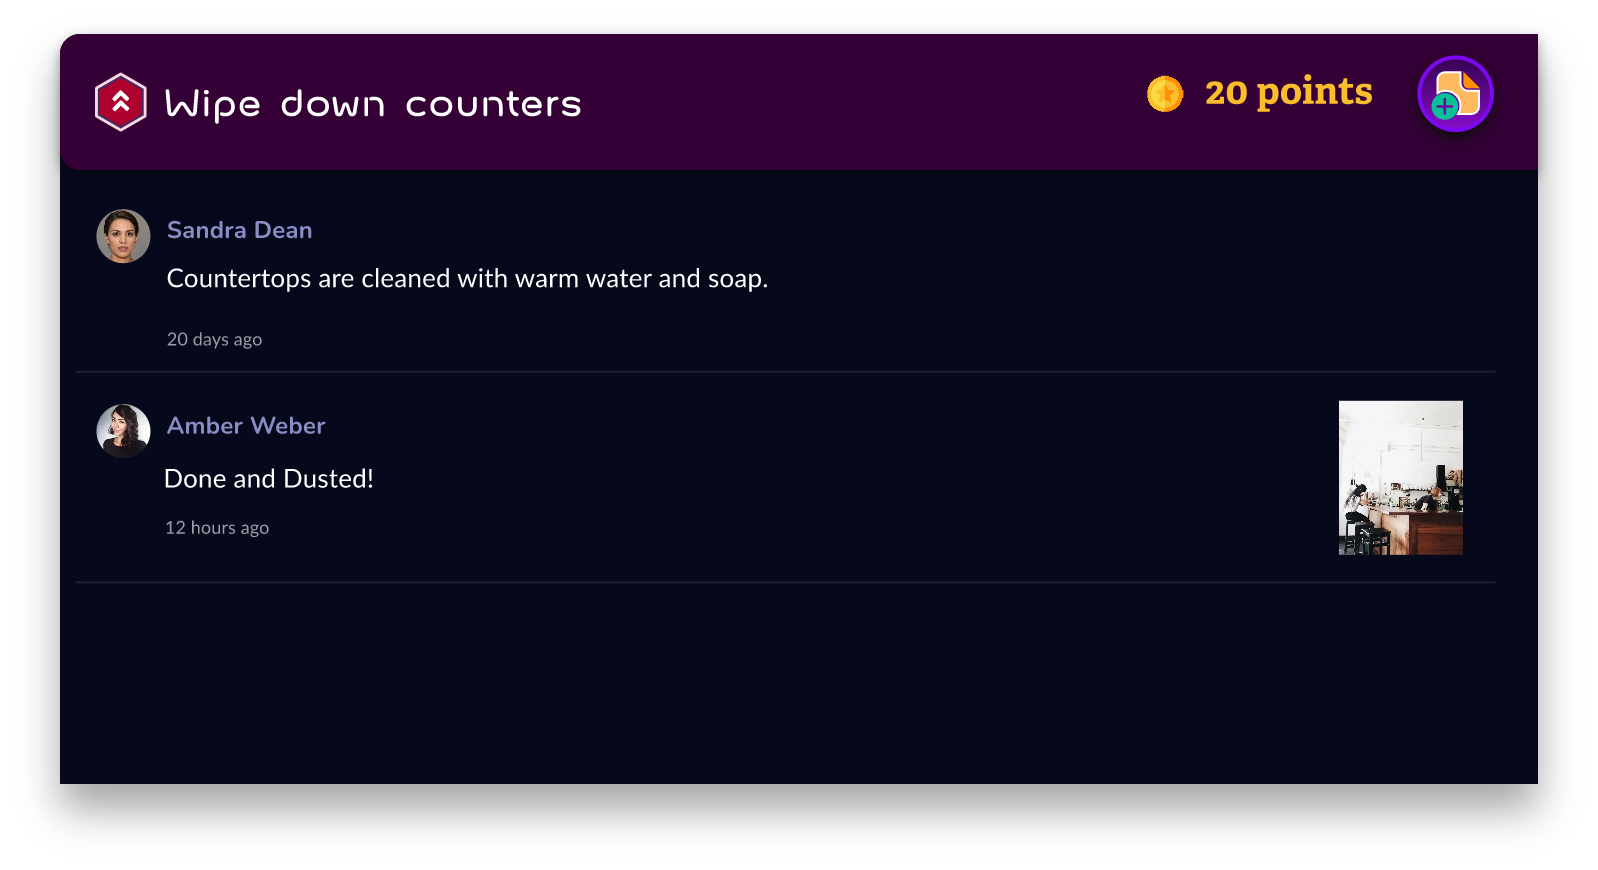 Wipe down counters
20 points
Sandra Dean
Countertops are cleaned with warm water and soap.
20 days ago
Amber Weber
Done and Dusted!
12 hours ago